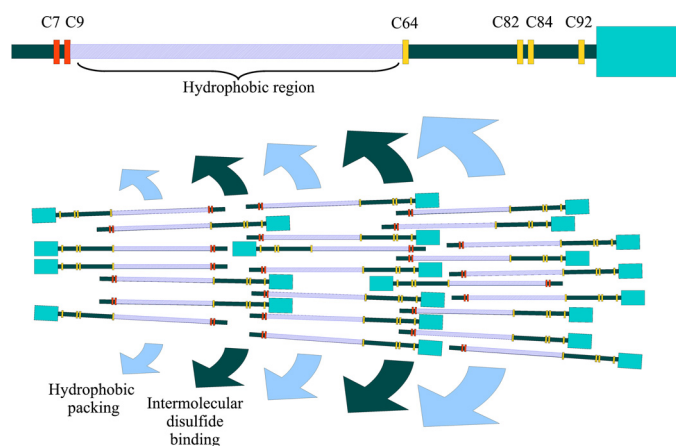 C7 C9 C64 C82 C84 C92
Hydrophobic region
Hydrophobic
packing
Intermolecular
disulfide
binding